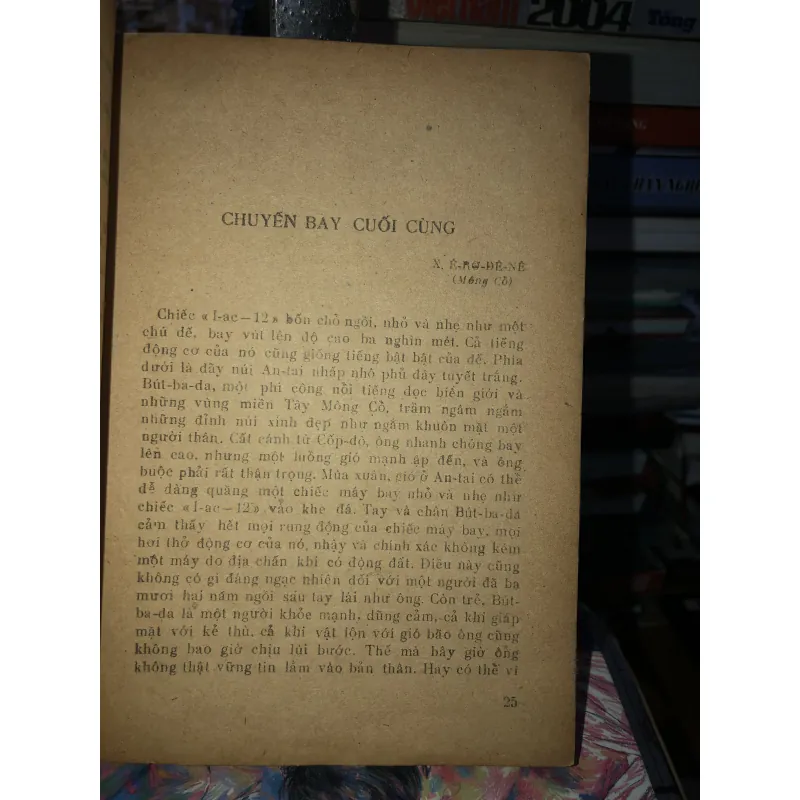 2004
Tổng
CHUYẾN BAY CUỐI CÙNG
X. Ê-RƠ-ĐÊ-NÊ
(Mông Cổ)
Chiếc «I-ac—12» bốn chỗ ngồi, nhỏ và nhẹ như một
chú dế, bay vút lên độ cao ba nghìn mét. Cả tiếng
động cơ của nó cũng giống tiếng bật bật của dế. Phía
dưới là dãy núi An-tai nhấp nhô phủ đầy tuyết trắng.
Bút-ba-da, một phi công nổi tiếng dọc biên giới và
những vùng miền Tây Mông Cổ, trầm ngâm ngắm
những đỉnh núi xinh đẹp như ngắm khuôn mặt một
người thân. Cất cánh từ Cốp-đô, ông nhanh chóng bay
lên cao, nhưng một luồng gió mạnh ập đến, và ông
buộc phải rất thận trọng. Mùa xuân, gió ở An-tai có thể
dễ dàng quăng một chiếc máy bay nhỏ và nhẹ như
chiếc «I-ac—12» vào khe đá. Tay và chân Bút-ba-da
cảm thấy hết mọi rung động của chiếc máy bay, mọi
hơi thở động cơ của nó, nhạy và chính xác không kém
một máy đo địa chấn khi có động đất. Điều này cũng
không có gì đáng ngạc nhiên đối với một người đã ba
mươi hai năm ngồi sau tay lái như ông. Còn trẻ, Bút-
ba-da là một người khỏe mạnh, dũng cảm, cả khi giáp
mặt với kẻ thù, cả khi vật lộn với gió bão ông cũng
không bao giờ chịu lùi bước. Thế mà bây giờ ông
không thật vững tin lắm vào bản thân. Hay có thể vì
25